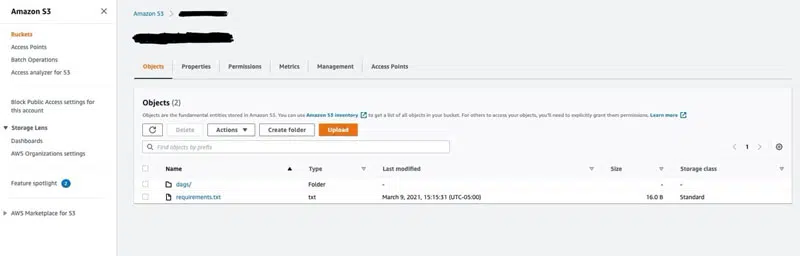 Amazon S3
Buckets
Access Points
Batch Operations
Access analyzer for S3
Block Public Access settings for
this account
Storage Lens
Dashboards
AWS Organizations settings
Feature spotlight 2
AWS Marketplace for S3
Amazon S3
Objects Properties Permissions Metrics Management Access Points
Objects (2)
Objects are the fundamental entities stored in Amazon S3. You can use Amazon S3 inventory to get a list of all objects in your bucket. For others to access your objects, you'll need to explicitly grant them permissions. Learn more
Delete Actions Create folder Upload
Find objects by prefix
1
Name Type Last modified Size Storage class
dags/ Folder - - -
requirements.txt txt March 9, 2021, 15:15:31 (UTC-05:00) 16.0 B Standard